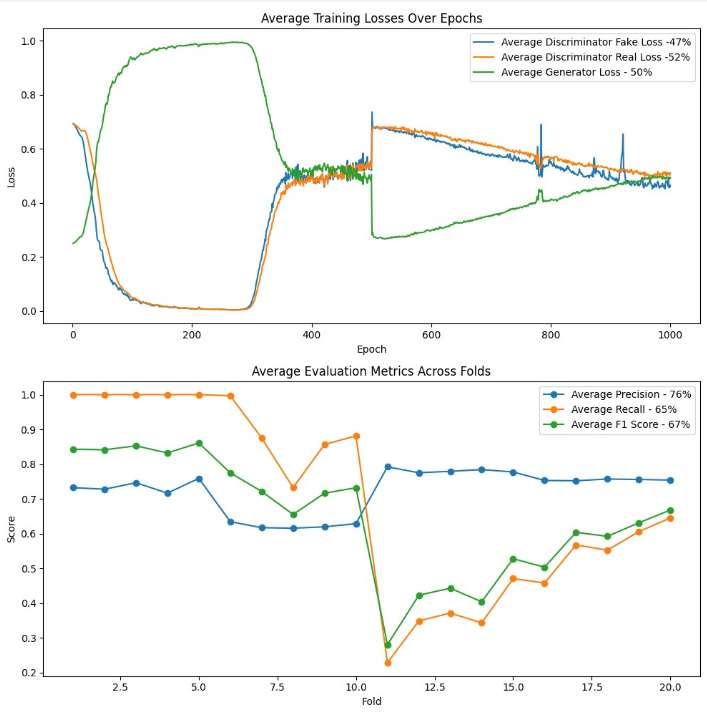 Average Training Losses Over Epochs
Average Discriminator Fake Loss -47%
Average Discriminator Real Loss -52%
Average Generator Loss - 50%
Loss
1.0
0.8
0.6
0.4
0.2
0.0
0 200 400 600 800 1000
Epoch
Average Evaluation Metrics Across Folds
Average Precision - 76%
Average Recall - 65%
Average F1 Score - 67%
Score
1.0
0.9
0.8
0.7
0.6
0.5
0.4
0.3
0.2
2.5 5.0 7.5 10.0 12.5 15.0 17.5 20.0
Fold